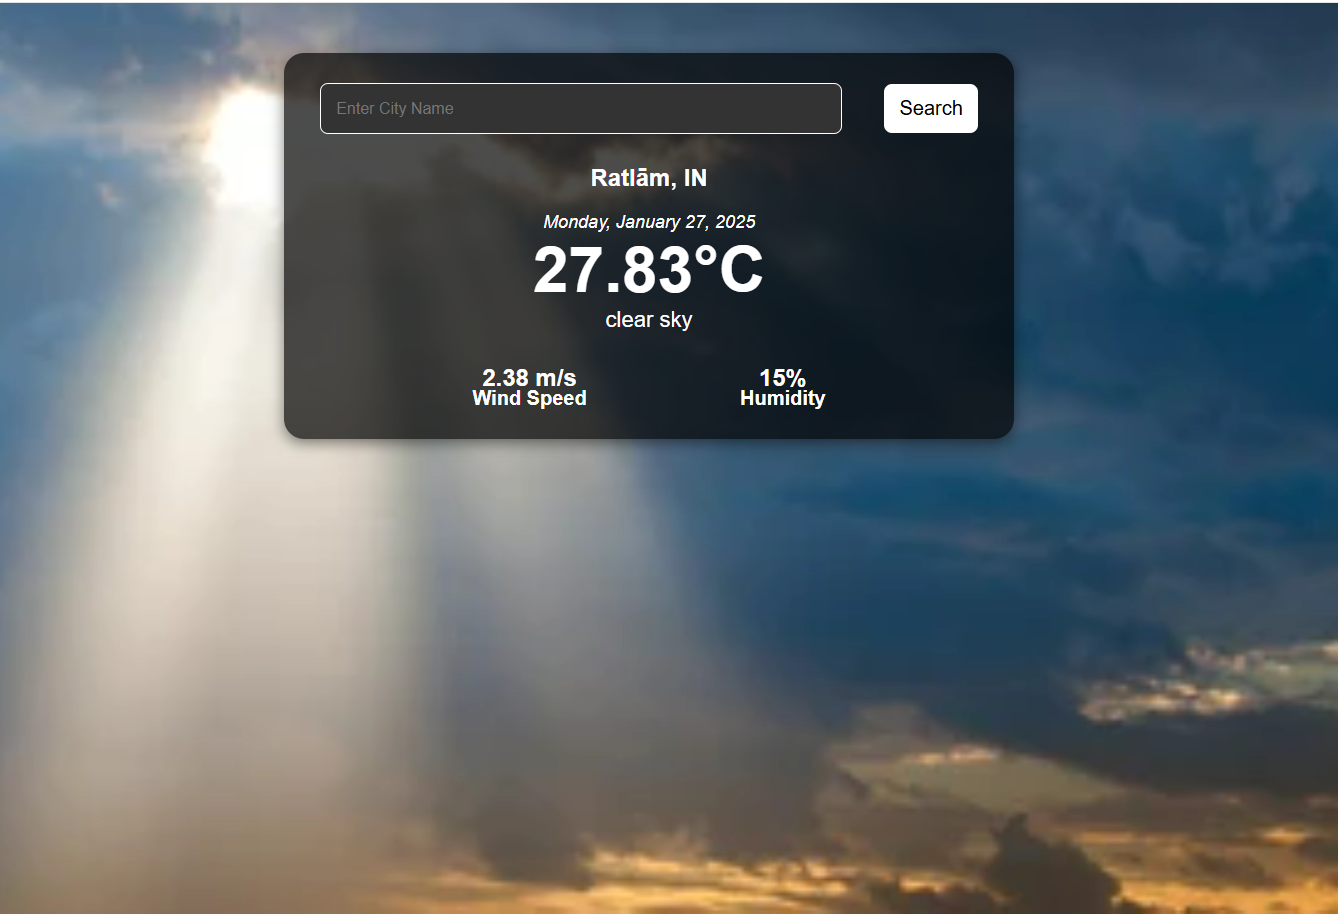 Enter City Name
Search
Ratlām, IN
Monday, January 27, 2025
27.83°C
clear sky
2.38 m/s
Wind Speed
15%
Humidity